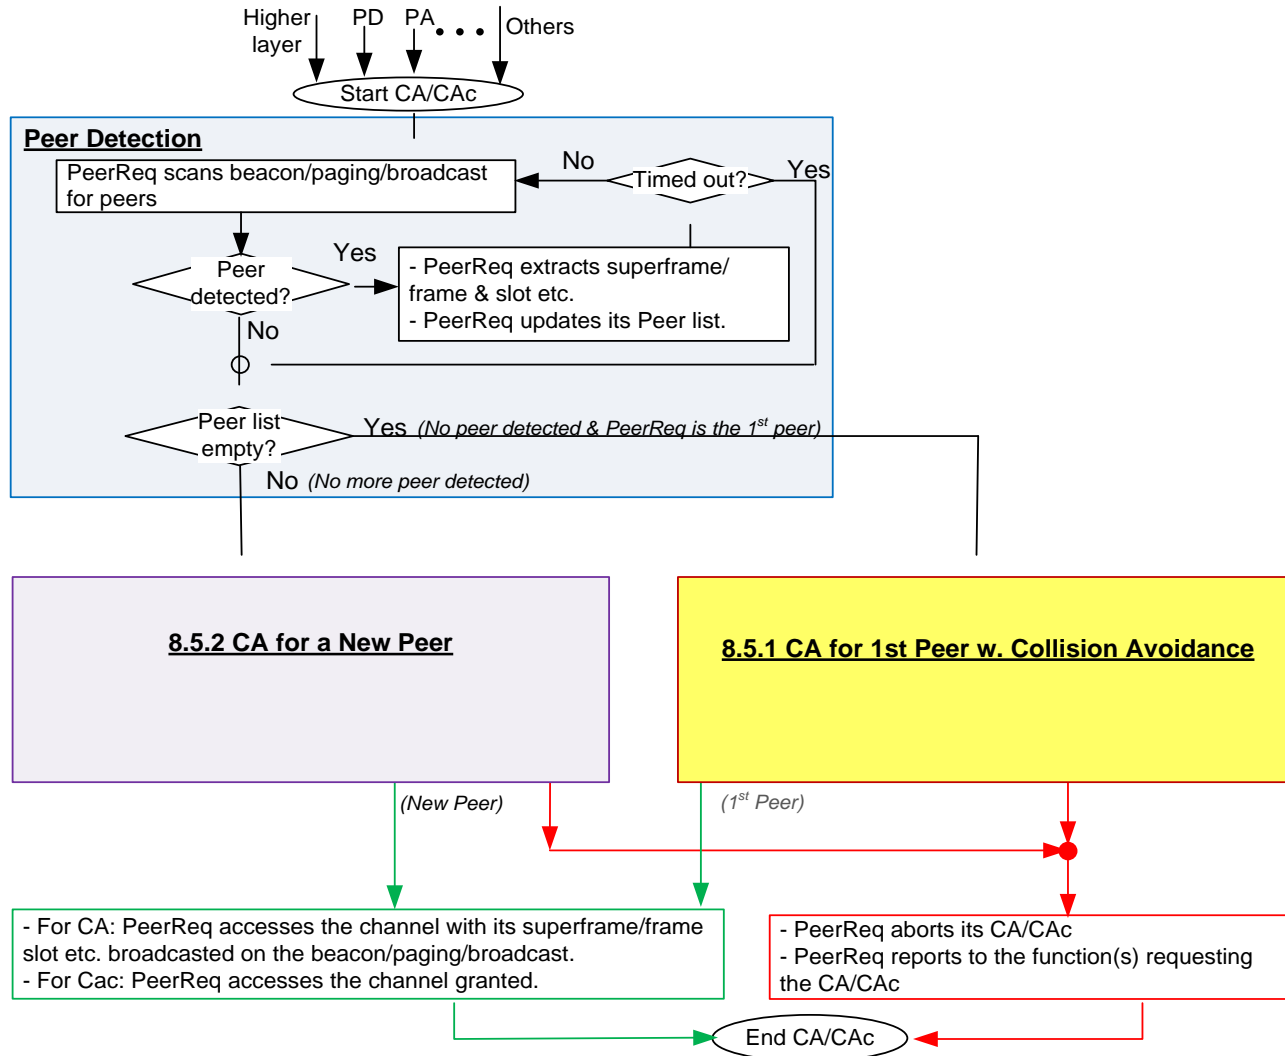 Higher
layer
PD
PA
• • •
Others
Start CA/CAc
Peer Detection
PeerReq scans beacon/paging/broadcast
for peers
No
Timed out?
Yes
Peer
detected?
Yes
- PeerReq extracts superframe/
frame & slot etc.
- PeerReq updates its Peer list.
No
Peer list
empty?
Yes (No peer detected & PeerReq is the 1st peer)
No (No more peer detected)
8.5.2 CA for a New Peer
8.5.1 CA for 1st Peer w. Collision Avoidance
(New Peer)
(1st Peer)
- For CA: PeerReq accesses the channel with its superframe/frame
slot etc. broadcasted on the beacon/paging/broadcast.
- For Cac: PeerReq accesses the channel granted.
- PeerReq aborts its CA/CAc
- PeerReq reports to the function(s) requesting
the CA/CAc
End CA/CAc